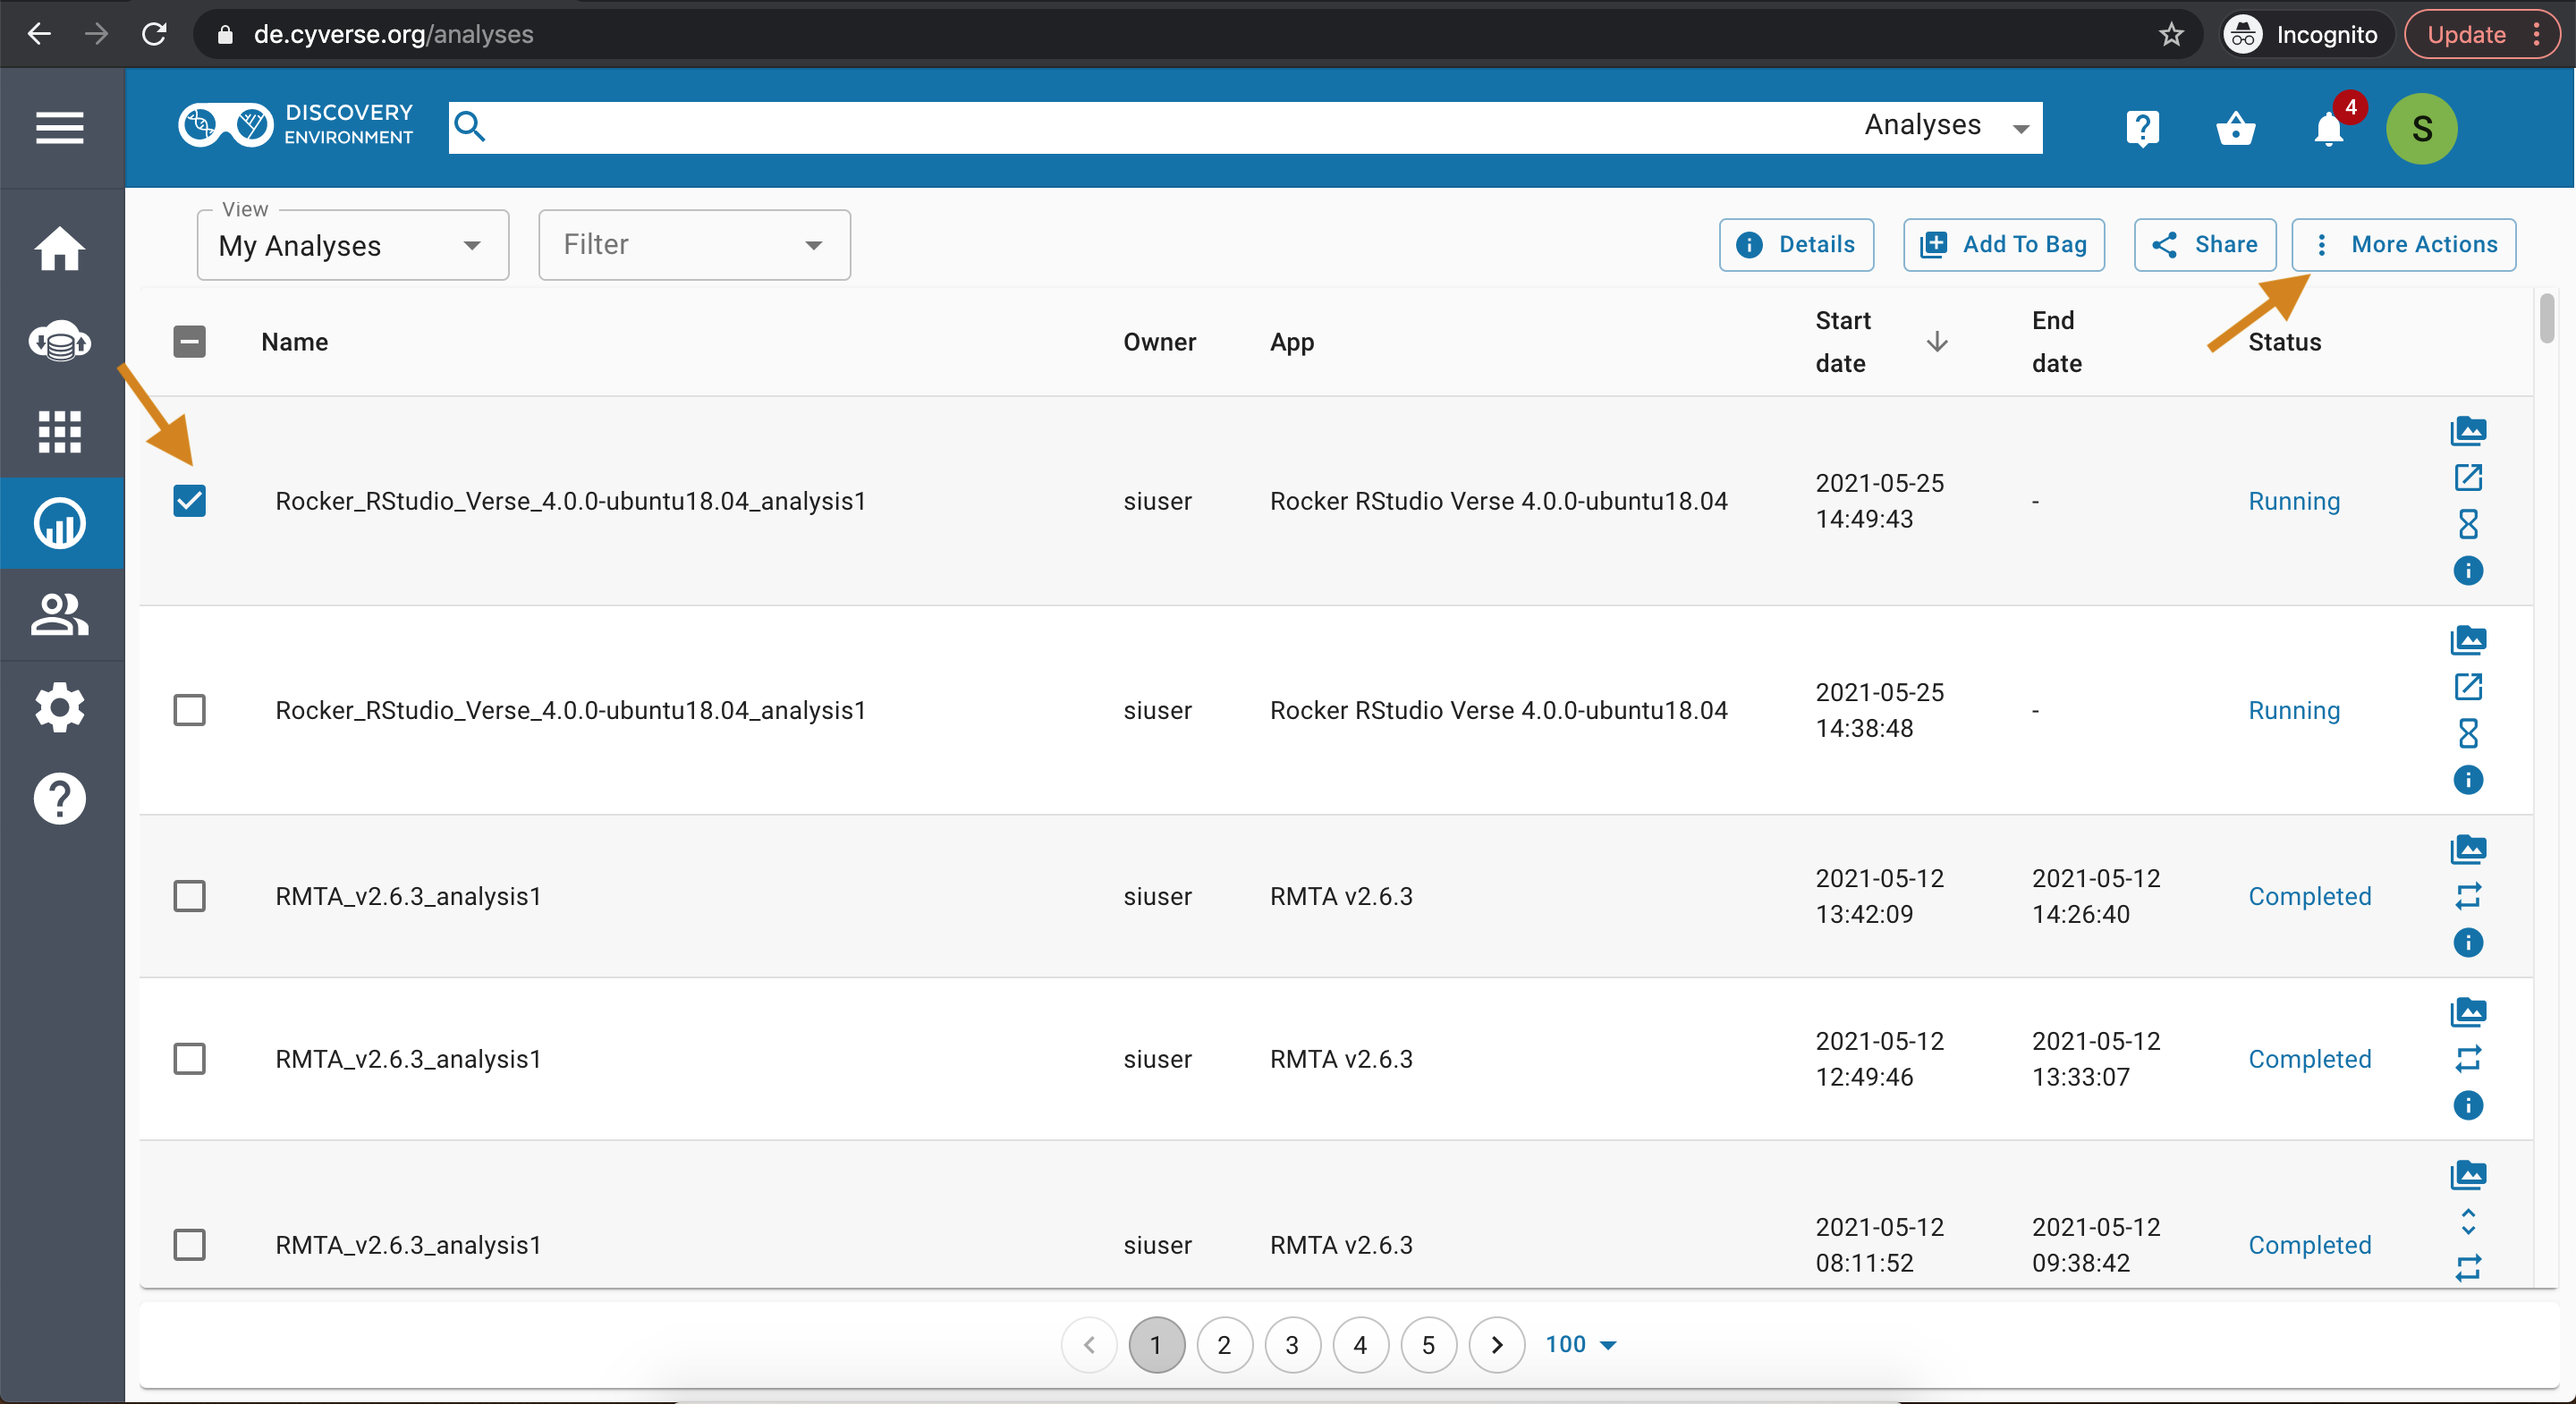 de.cyverse.org/analyses
Incognito
Update
DISCOVERY
ENVIRONMENT
Analyses
4
S
View
My Analyses
Filter
Details
Add To Bag
Share
More Actions
Name
Owner
App
Start
date
End
date
Status
Rocker_RStudio_Verse_4.0.0-ubuntu18.04_analysis1
siuser
Rocker RStudio Verse 4.0.0-ubuntu18.04
2021-05-25
14:49:43
-
Running
Rocker_RStudio_Verse_4.0.0-ubuntu18.04_analysis1
siuser
Rocker RStudio Verse 4.0.0-ubuntu18.04
2021-05-25
14:38:48
-
Running
RMTA_v2.6.3_analysis1
siuser
RMTA v2.6.3
2021-05-12
13:42:09
2021-05-12
14:26:40
Completed
RMTA_v2.6.3_analysis1
siuser
RMTA v2.6.3
2021-05-12
12:49:46
2021-05-12
13:33:07
Completed
RMTA_v2.6.3_analysis1
siuser
RMTA v2.6.3
2021-05-12
08:11:52
2021-05-12
09:38:42
Completed
1 2 3 4 5 100